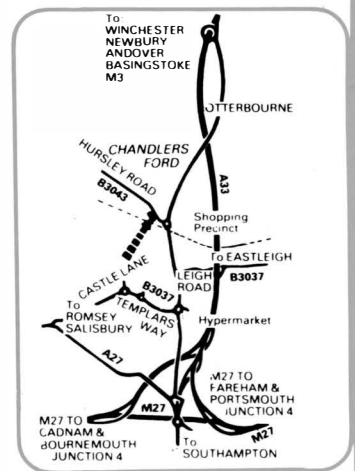 To:
WINCHESTER
NEWBURY
ANDOVER
BASINGSTOKE
M3
OTTERBOURNE
CHANDLERS
FORD
HURSLEY ROAD
B3043
A33
Shopping
Precinct
To EASTLEIGH
B3037
CASTLE LANE
LEIGH
ROAD
B3037
To
ROMSEY
SALISBURY
TEMPLARS
WAY
Hypermarket
A27
M27 TO
FAREHAM &
PORTSMOUTH
JUNCTION 4
M27
M27 TO
CADNAM &
BOURNEMOUTH
JUNCTION 4
M27
To
SOUTHAMPTON